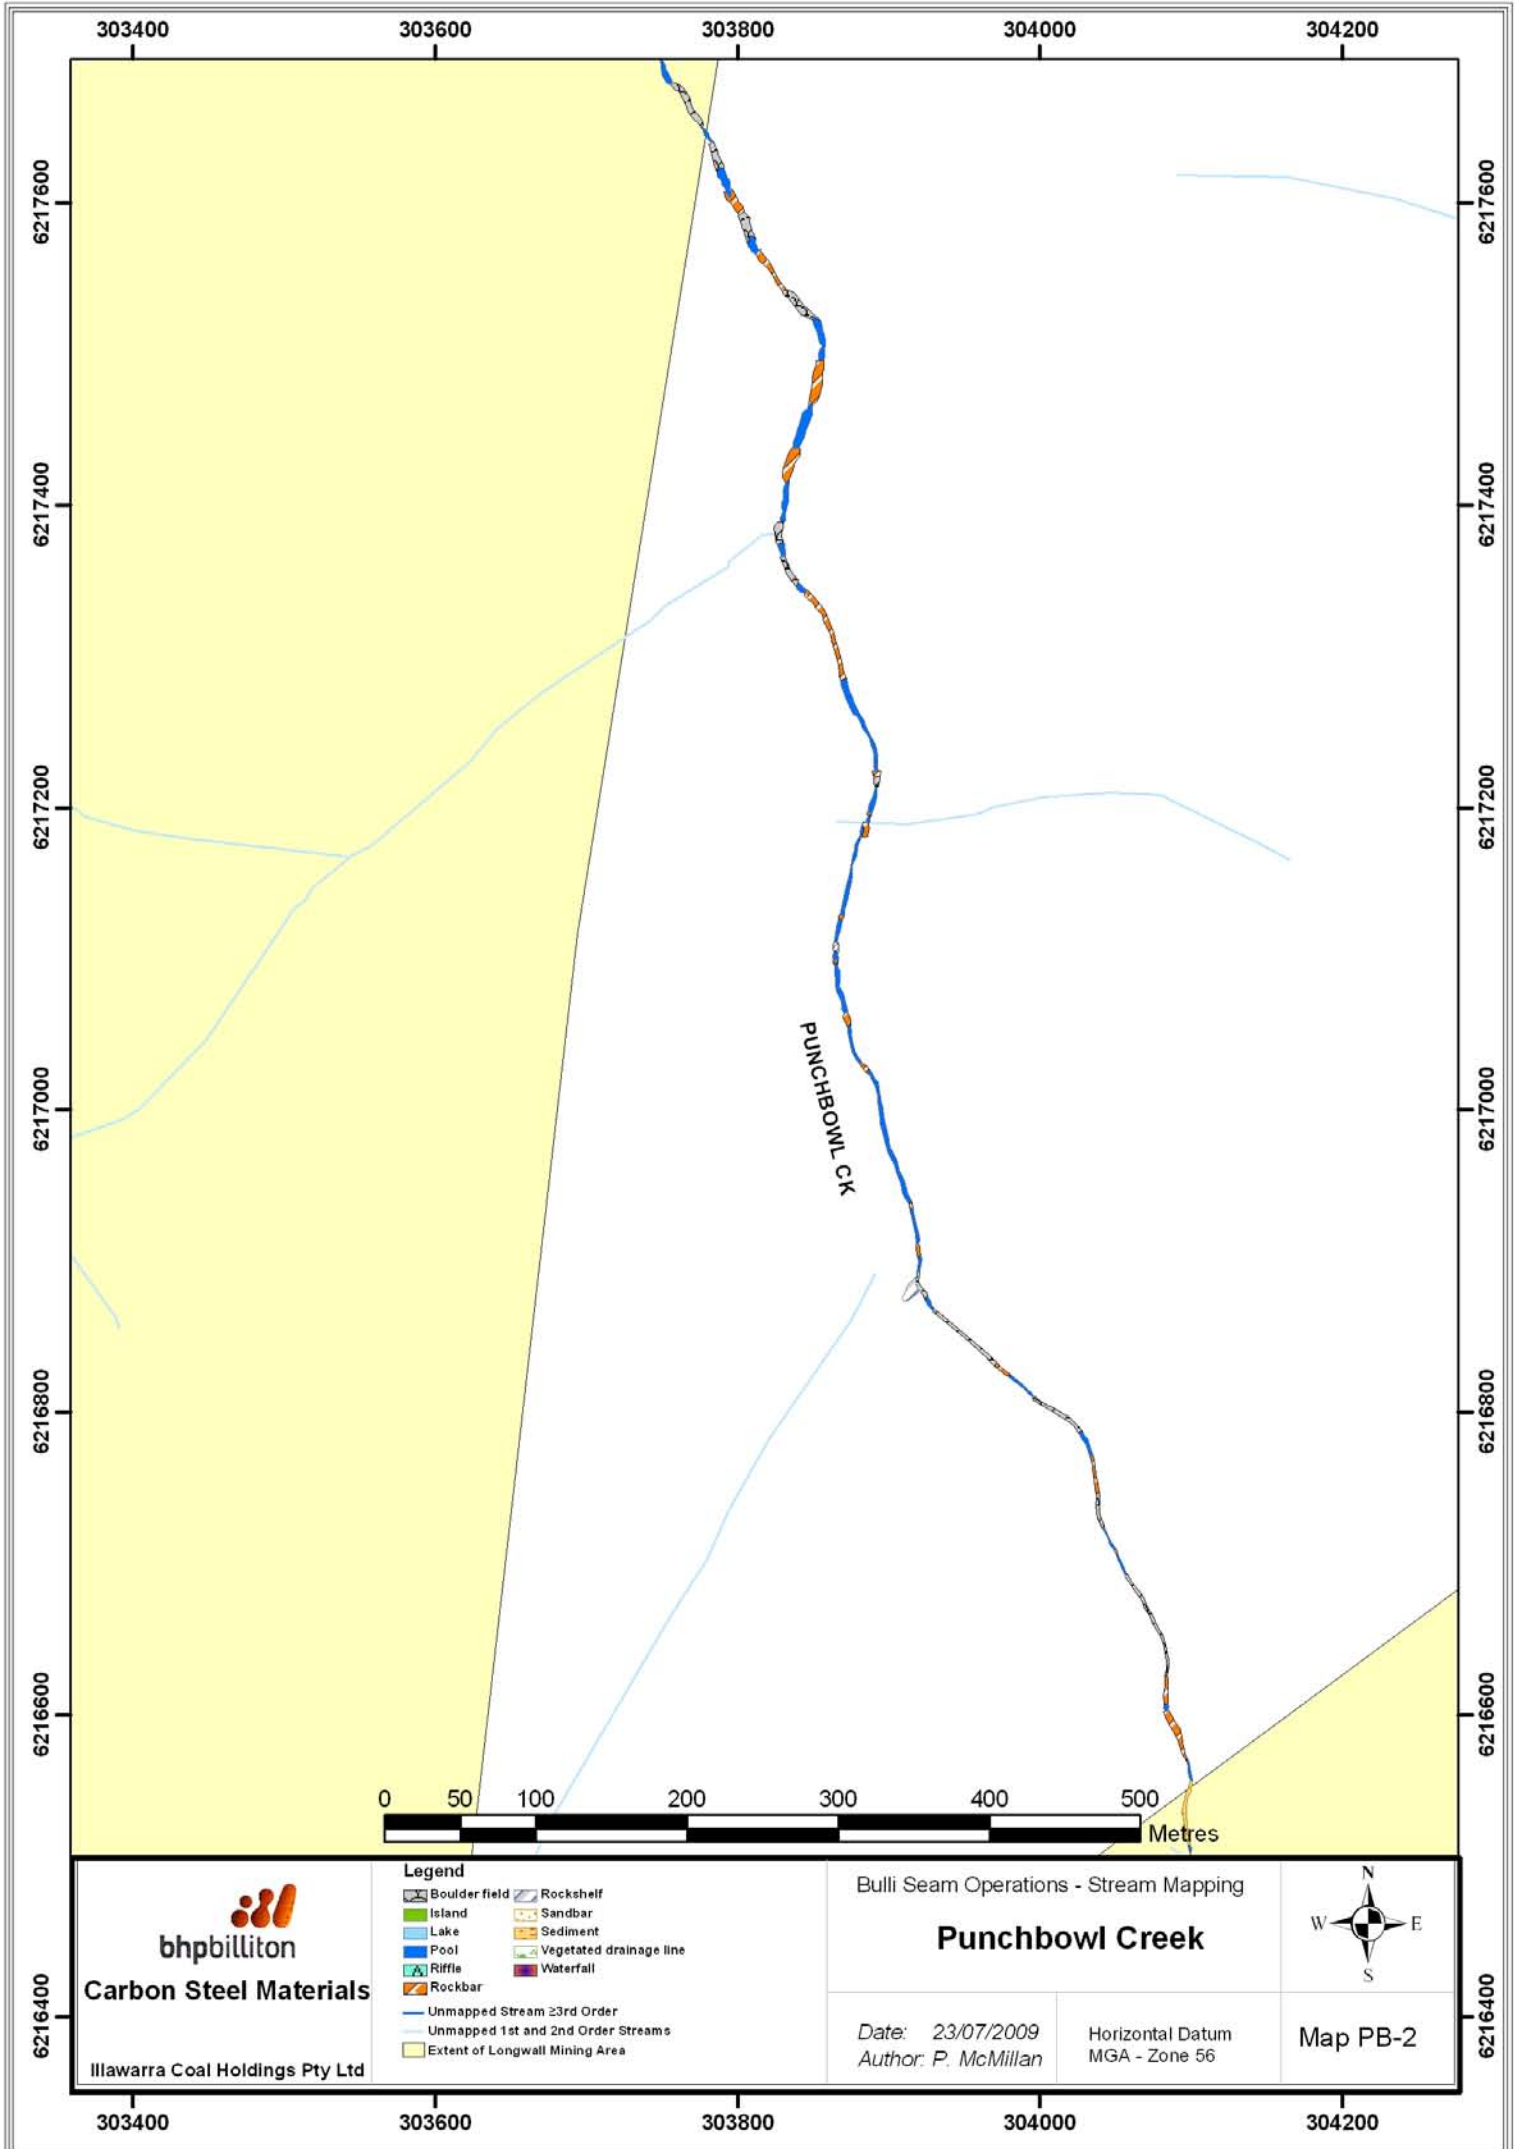 303400 303600 303800 304000 304200
6217600 6217600
6217400 6217400
6217200 6217200
6217000 6217000
6216800 6216800
6216600 6216600
6216400 6216400
PUNCHBOWL CK
0 50 100 200 300 400 500
Metres
bhpbilliton
Carbon Steel Materials
Illawarra Coal Holdings Pty Ltd
Legend
Boulder field Rockshelf
Island Sandbar
Lake Sediment
Pool Vegetated drainage line
Riffle Waterfall
Rockbar
Unmapped Stream ≥3rd Order
Unmapped 1st and 2nd Order Streams
Extent of Longwall Mining Area
Bulli Seam Operations - Stream Mapping
Punchbowl Creek
Date: 23/07/2009
Author: P. McMillan
Horizontal Datum
MGA - Zone 56
N
W E
S
Map PB-2
303400 303600 303800 304000 304200